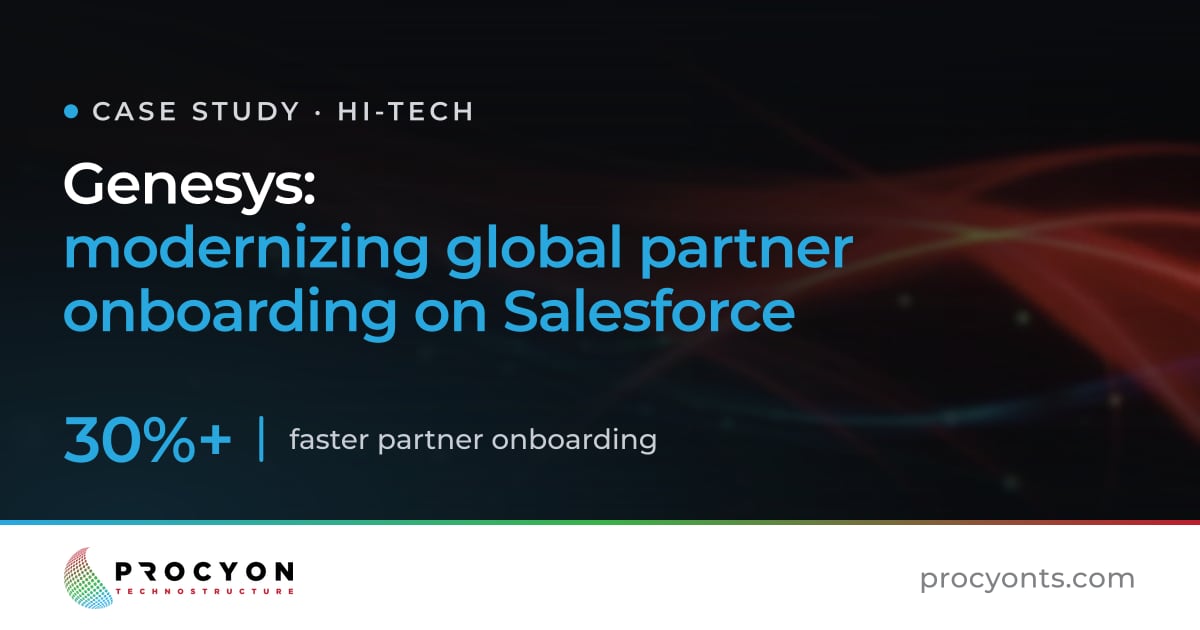 CASE STUDY · HI-TECH
Genesys:
modernizing global partner
onboarding on Salesforce
30%+ | faster partner onboarding
PROCYON
TECHNOSTRUCTURE
procyonts.com